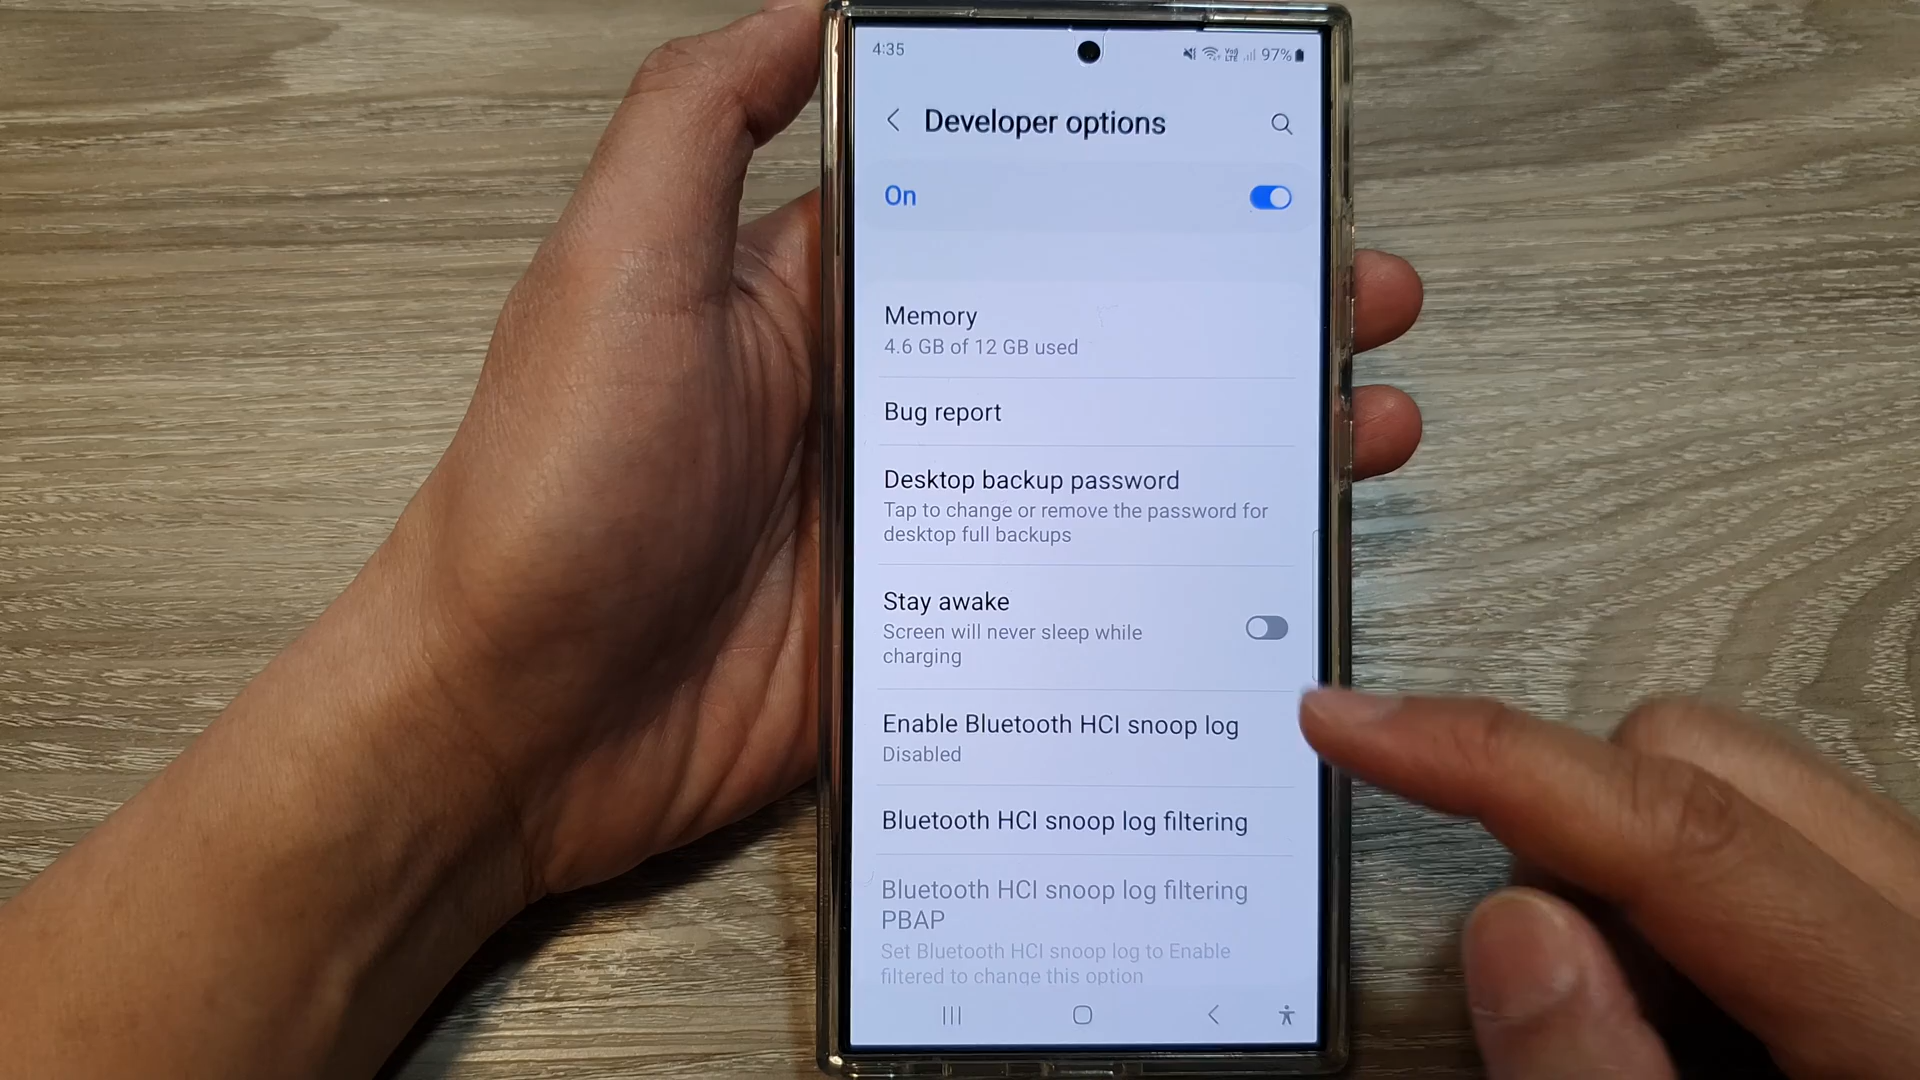 4:35
97%
Developer options
On
Memory
4.6 GB of 12 GB used
Bug report
Desktop backup password
Tap to change or remove the password for
desktop full backups
Stay awake
Screen will never sleep while
charging
Enable Bluetooth HCI snoop log
Disabled
Bluetooth HCI snoop log filtering
Bluetooth HCI snoop log filtering
PBAP
Set Bluetooth HCI snoop log to Enable
filtered to change this option